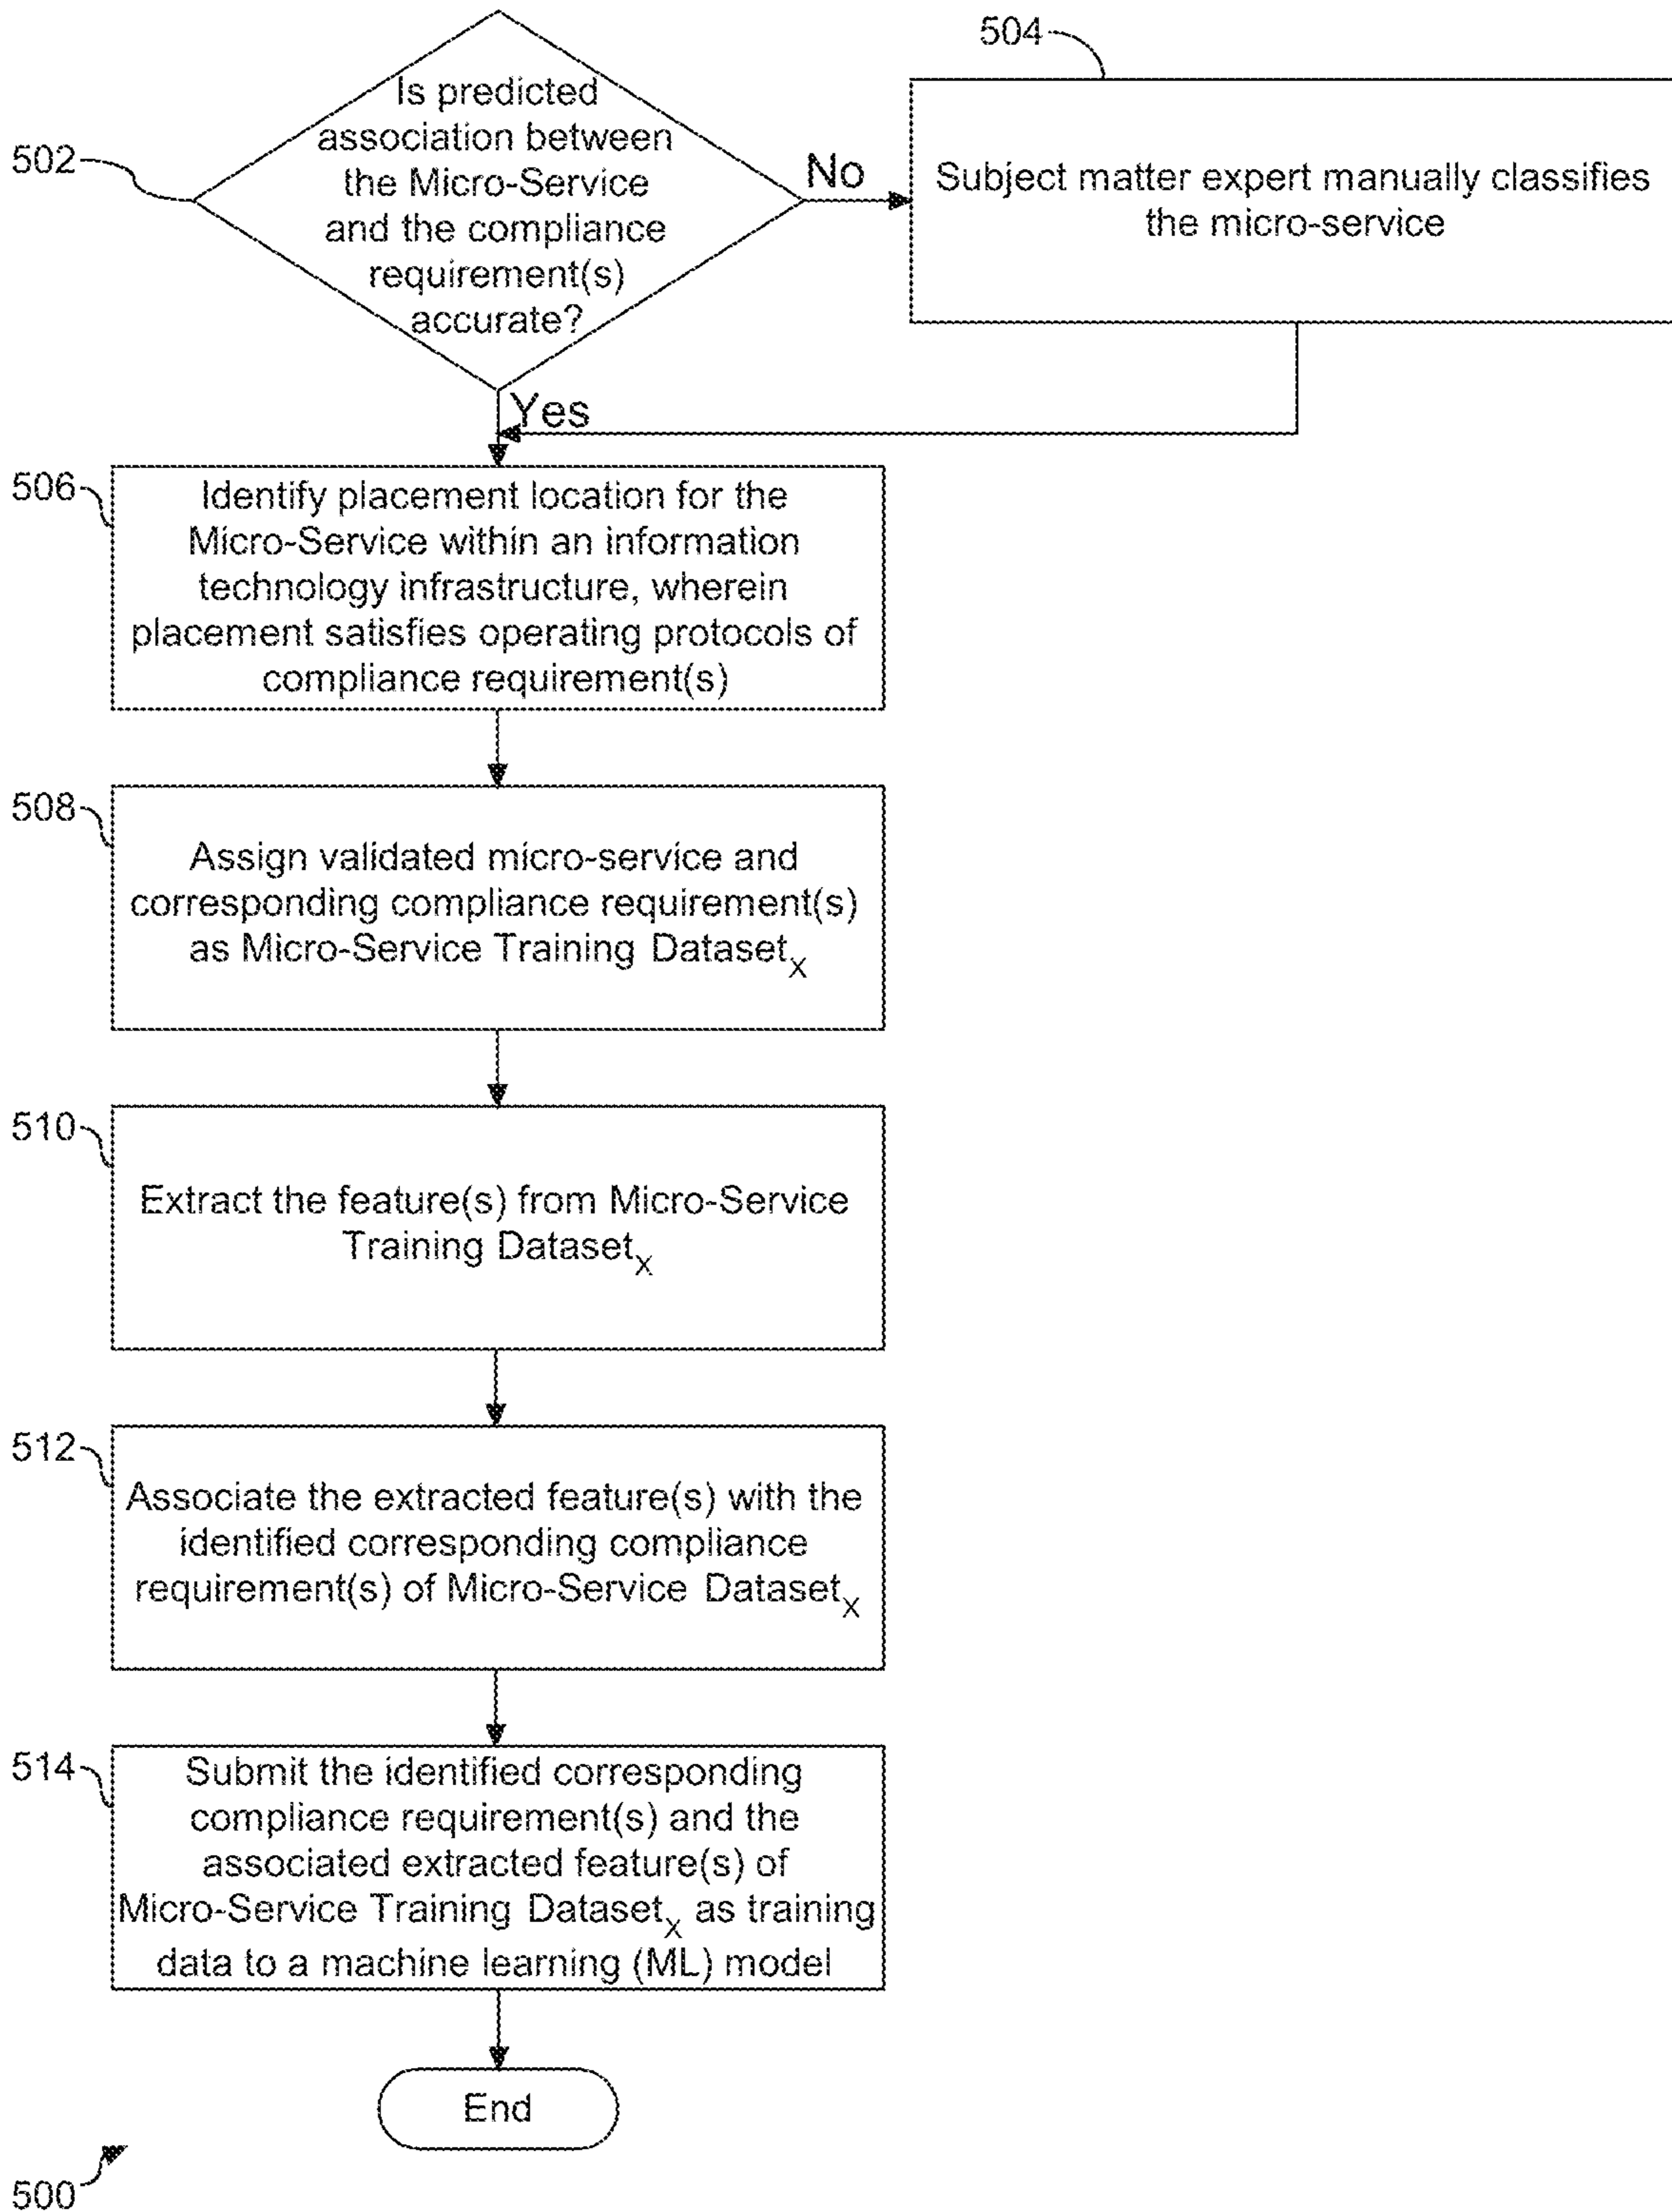 504
Is predicted
association between
the Micro-Service
and the compliance
requirement(s)
accurate?
502
No
Subject matter expert manually classifies
the micro-service
Yes
506
Identify placement location for the
Micro-Service within an information
technology infrastructure, wherein
placement satisfies operating protocols of
compliance requirement(s)
508
Assign validated micro-service and
corresponding compliance requirement(s)
as Micro-Service Training Datasetₓ
510
Extract the feature(s) from Micro-Service
Training Datasetₓ
512
Associate the extracted feature(s) with the
identified corresponding compliance
requirement(s) of Micro-Service Datasetₓ
514
Submit the identified corresponding
compliance requirement(s) and the
associated extracted feature(s) of
Micro-Service Training Datasetₓ as training
data to a machine learning (ML) model
End
500